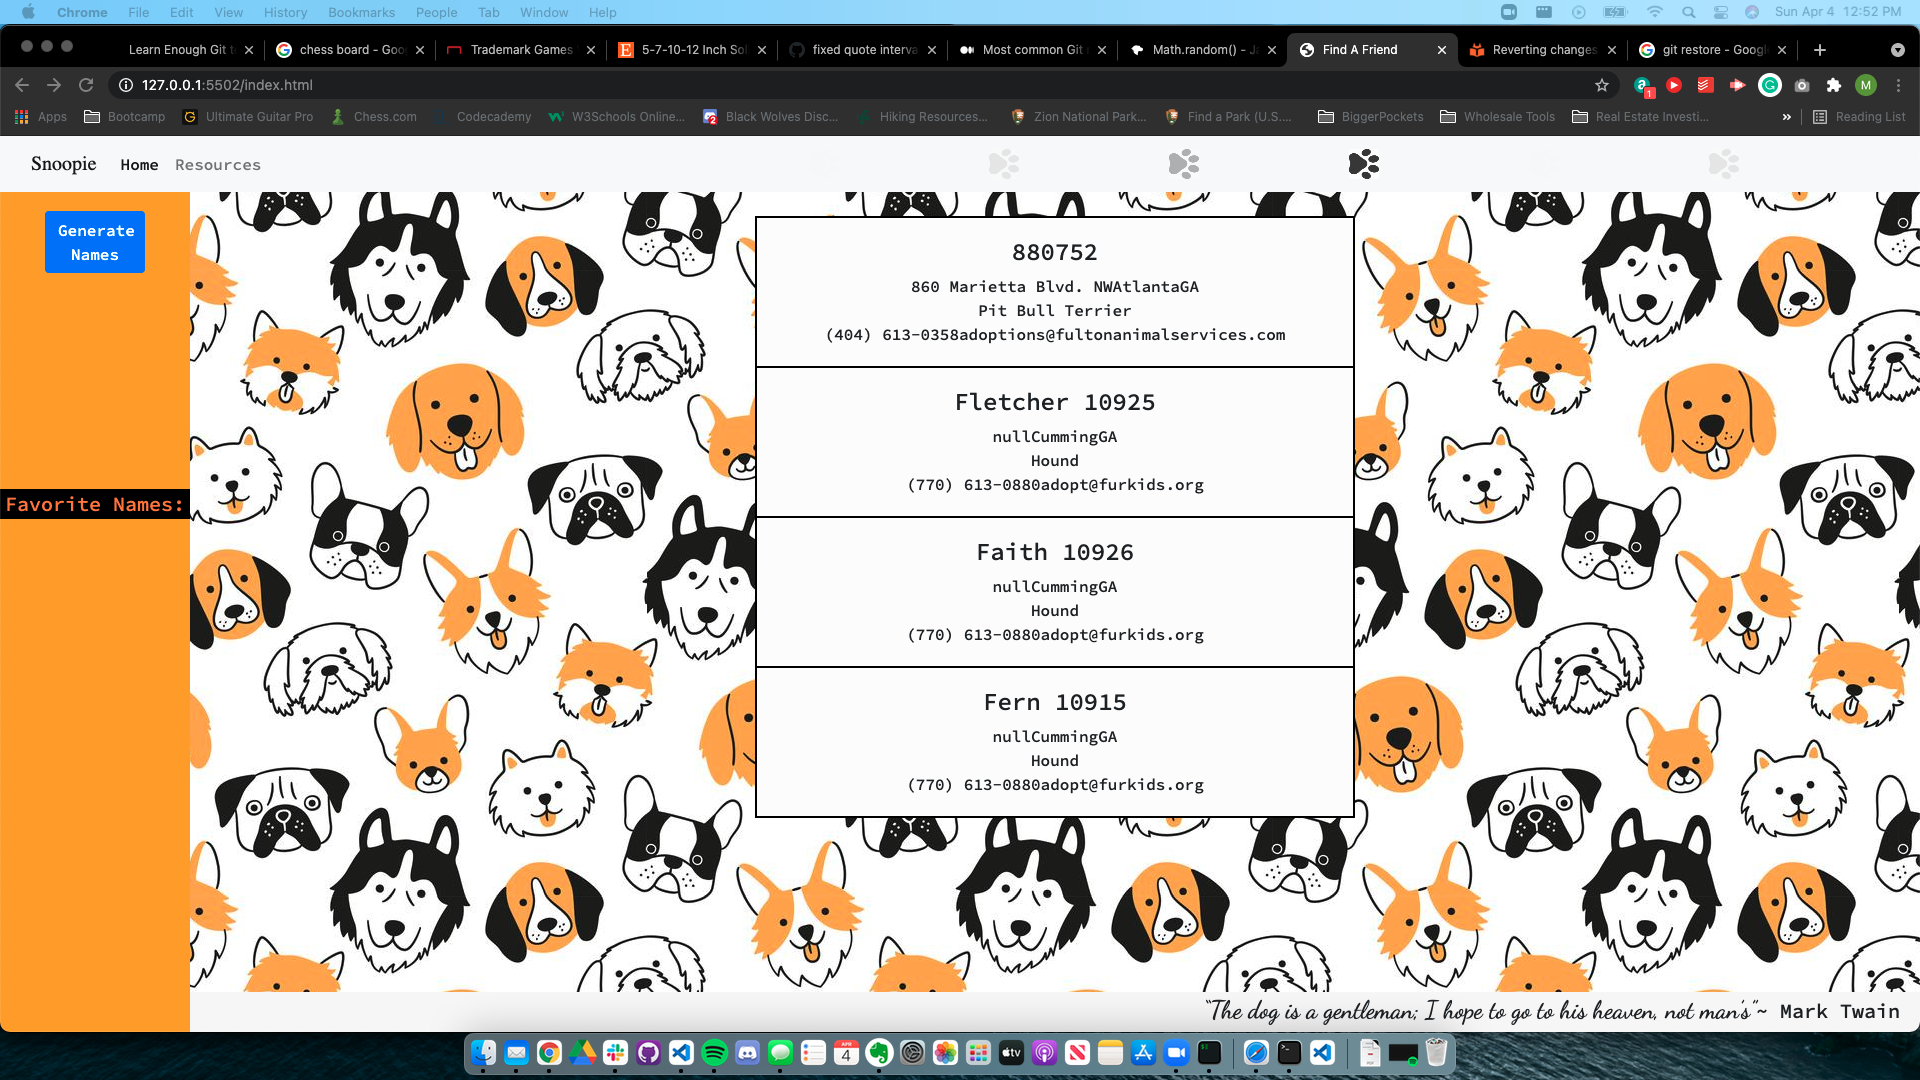 Chrome File Edit View History Bookmarks People Tab Window Help Sun Apr 4 12:52 PM
Learn Enough Git t chess board - Goo Trademark Games 5-7-10-12 Inch So fixed quote interva Most common Git Math.random() - Ja Find A Friend Reverting changes git restore - Googl
127.0.0.1:5502/index.html
1
M
Apps Bootcamp Ultimate Guitar Pro Chess.com Codecademy W3Schools Online... Black Wolves Disc... Hiking Resources... Zion National Park... Find a Park (U.S.... BiggerPockets Wholesale Tools Real Estate Investi... » Reading List
Snoopie Home Resources
Generate
Names
Favorite Names:
880752
860 Marietta Blvd. NWAtlantaGA
Pit Bull Terrier
(404) 613-0358adoptions@fultonanimalservices.com
Fletcher 10925
nullCummingGA
Hound
(770) 613-0880adopt@furkids.org
Faith 10926
nullCummingGA
Hound
(770) 613-0880adopt@furkids.org
Fern 10915
nullCummingGA
Hound
(770) 613-0880adopt@furkids.org
“The dog is a gentleman; I hope to go to his heaven, not man's”~ Mark Twain
APR
4
tv